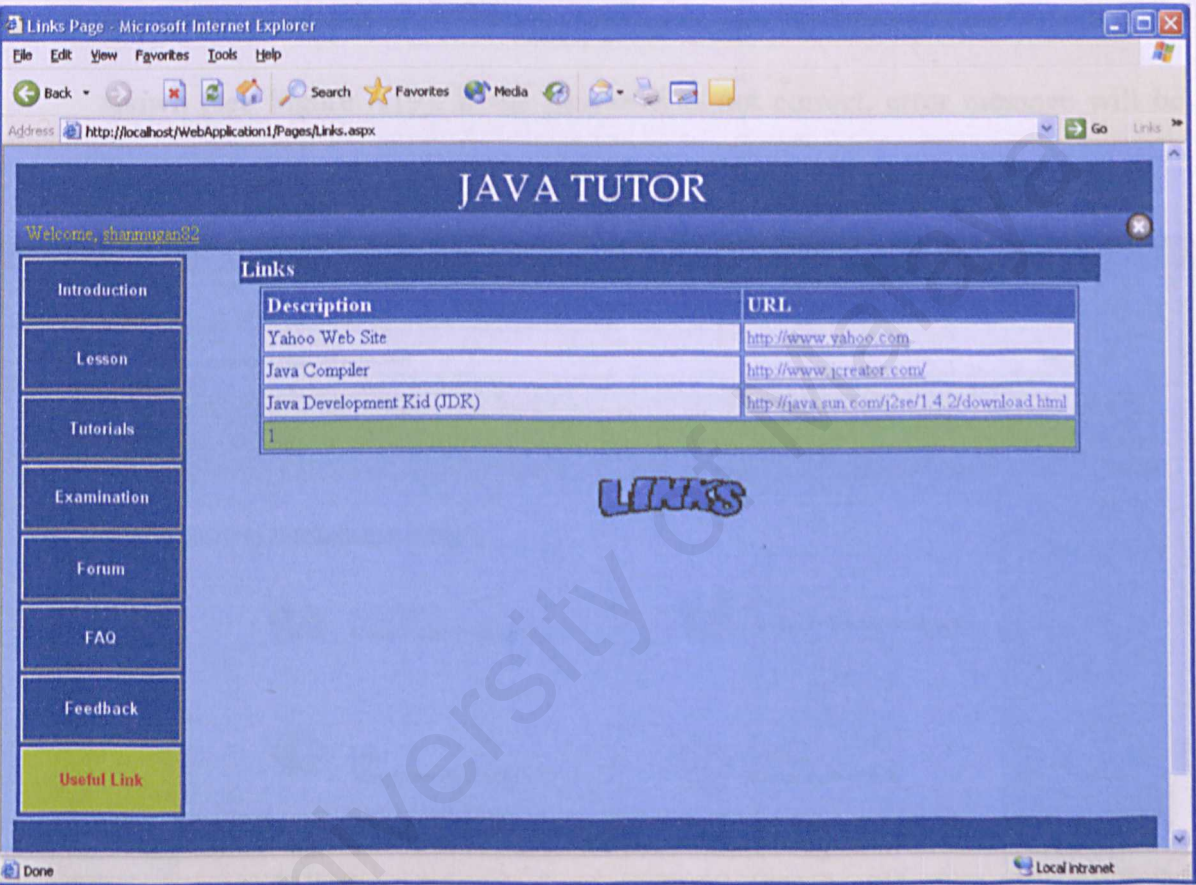 Links Page - Microsoft Internet Explorer
File Edit View Favorites Tools Help
Back Search Favorites Media
Address http://localhost/WebApplication1/Pages/Links.aspx Go Links
JAVA TUTOR
Welcome, shanmugan82
Introduction
Lesson
Tutorials
Examination
Forum
FAQ
Feedback
Useful Link
Links
Description URL
Yahoo Web Site http://www.yahoo.com
Java Compiler http://www.jcreator.com/
Java Development Kid (JDK) http://java.sun.com/j2se/1.4.2/download.html
1
LINKS
University of Malaya
Done Local intranet